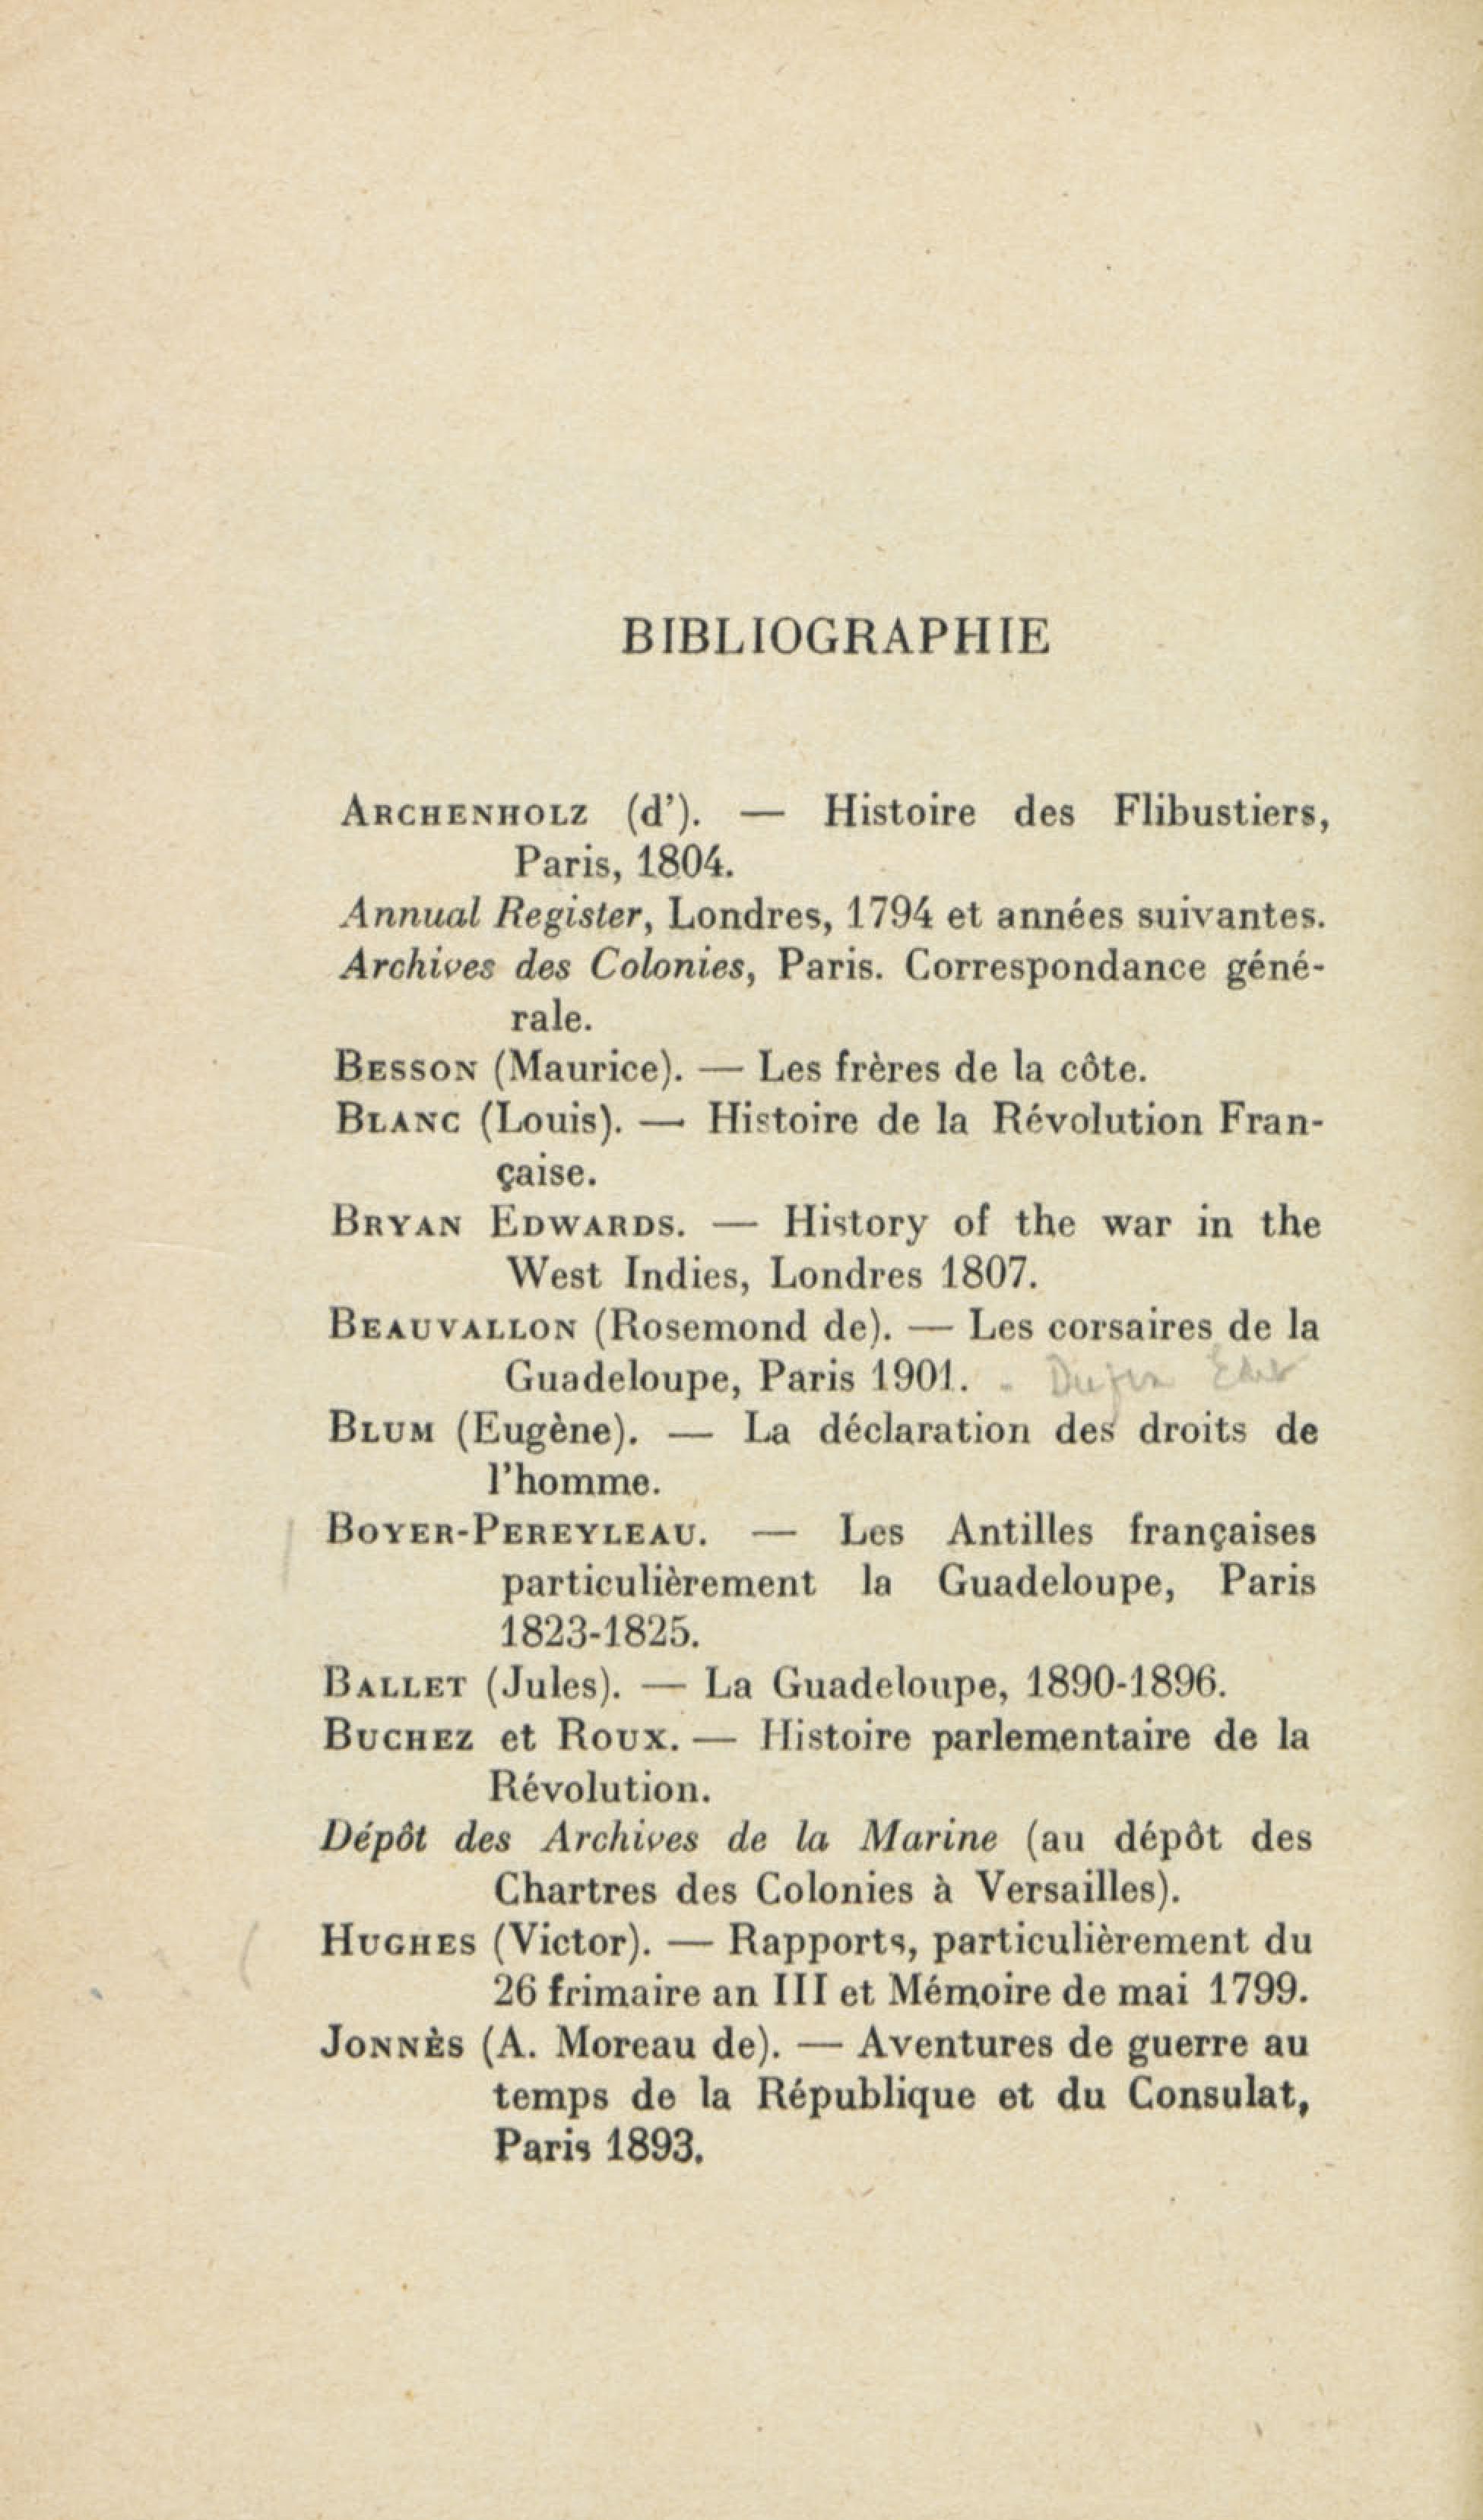 BIBLIOGRAPHIE
ARCHENHOLZ (d'). — Histoire des Flibustiers,
Paris, 1804.
Annual Register, Londres, 1794 et années suivantes.
Archives des Colonies, Paris. Correspondance géné-
rale.
BESSON (Maurice). — Les frères de la côte.
BLANC (Louis). — Histoire de la Révolution Fran-
çaise.
BRYAN EDWARDS. — History of the war in the
West Indies, Londres 1807.
BEAUVALLON (Rosemond de). — Les corsaires de la
Guadeloupe, Paris 1901.
BLUM (Eugène). — La déclaration des droits de
l'homme.
BOYER-PEREYLEAU. — Les Antilles françaises
particulièrement la Guadeloupe, Paris
1823-1825.
BALLET (Jules). — La Guadeloupe, 1890-1896.
BUCHEZ et ROUX. — Histoire parlementaire de la
Révolution.
Dépôt des Archives de la Marine (au dépôt des
Chartres des Colonies à Versailles).
HUGHES (Victor). — Rapports, particulièrement du
26 frimaire an III et Mémoire de mai 1799.
JONNÈS (A. Moreau de). — Aventures de guerre au
temps de la République et du Consulat,
Paris 1893.